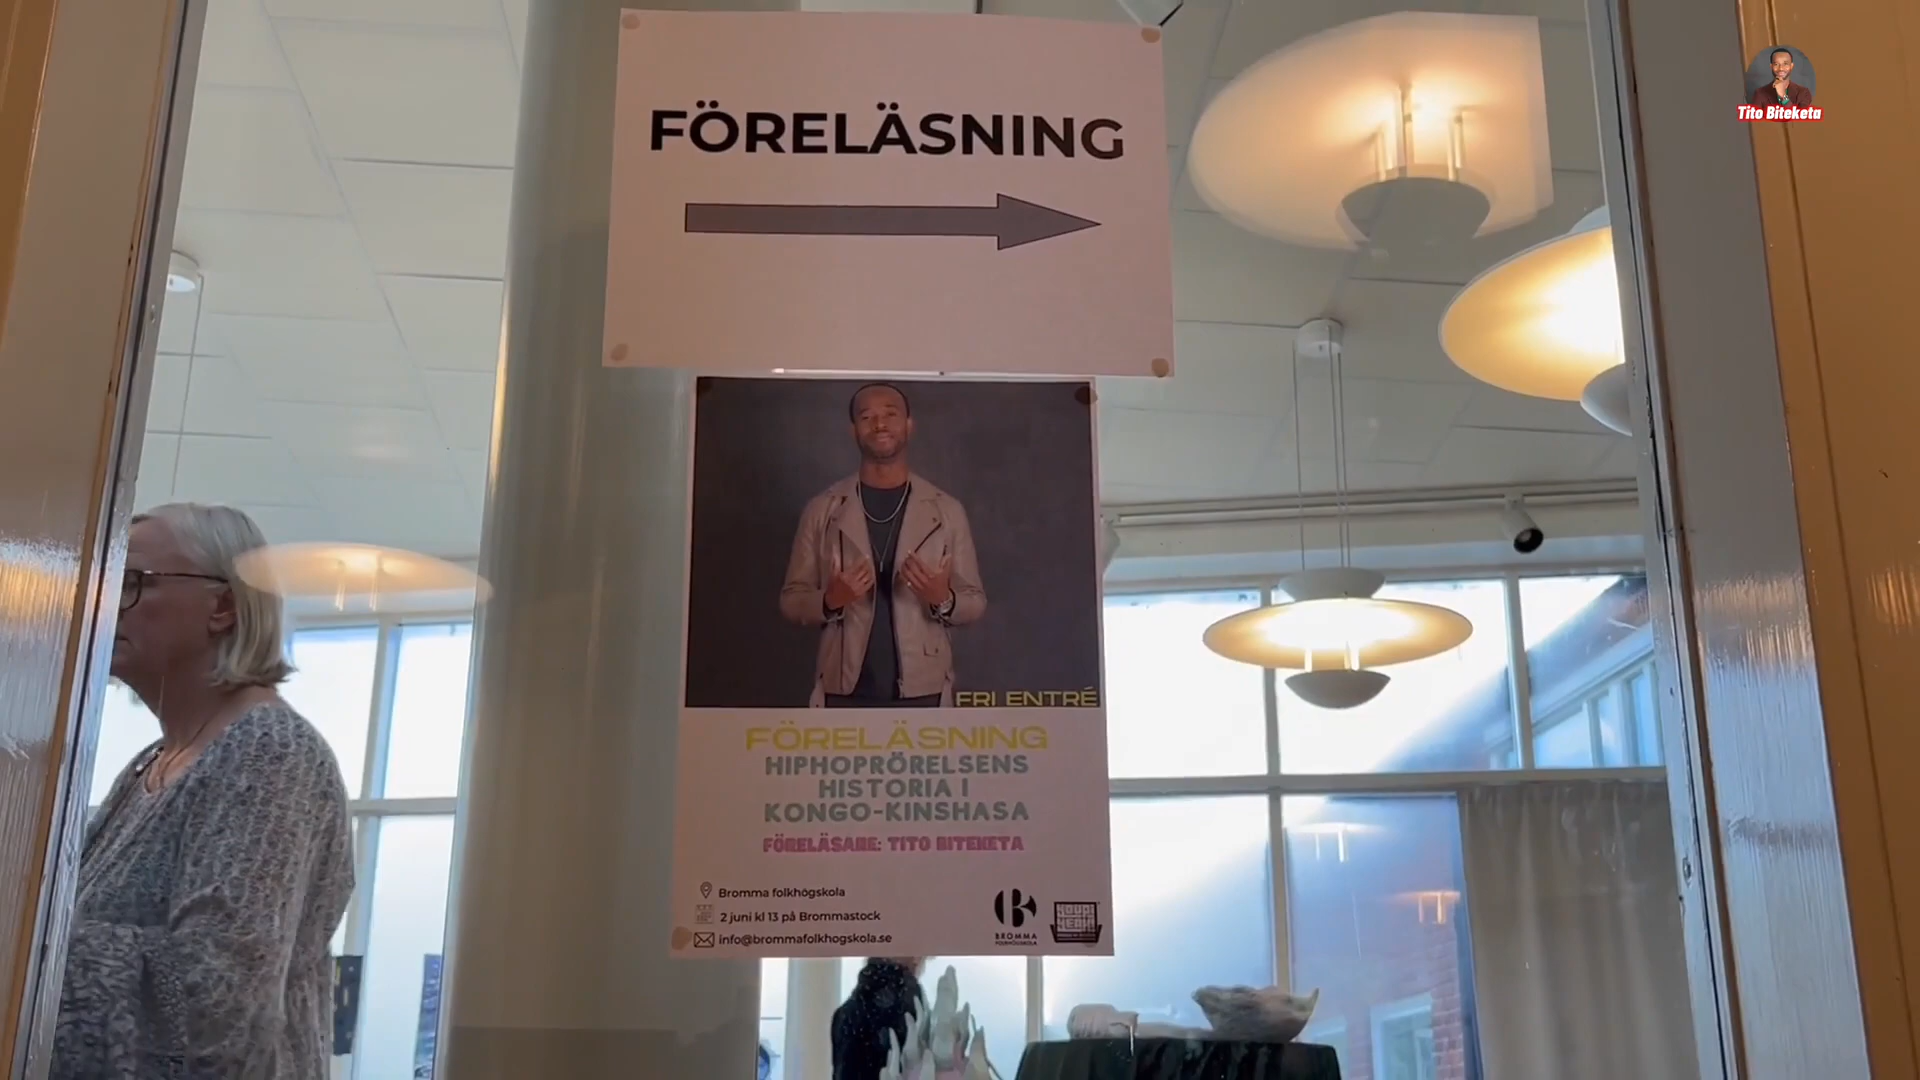 FÖRELÄSNING
Tito Biteketa
FRI ENTRÉ
FÖRELÄSNING
HIPHOPRÖRELSENS
HISTORIA I
KONGO-KINSHASA
FÖRELÄSARE: TITO BITEKETA
Bromma folkhögskola
2 juni kl 13 på Brommastock
info@brommafolkhogskola.se
BROMMA
FOLKHÖGSKOLA